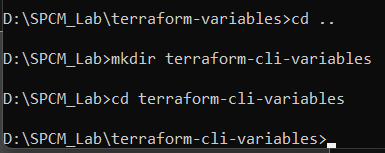 D:\SPCM_Lab\terraform-variables>cd ..
D:\SPCM_Lab>mkdir terraform-cli-variables
D:\SPCM_Lab>cd terraform-cli-variables
D:\SPCM_Lab\terraform-cli-variables>